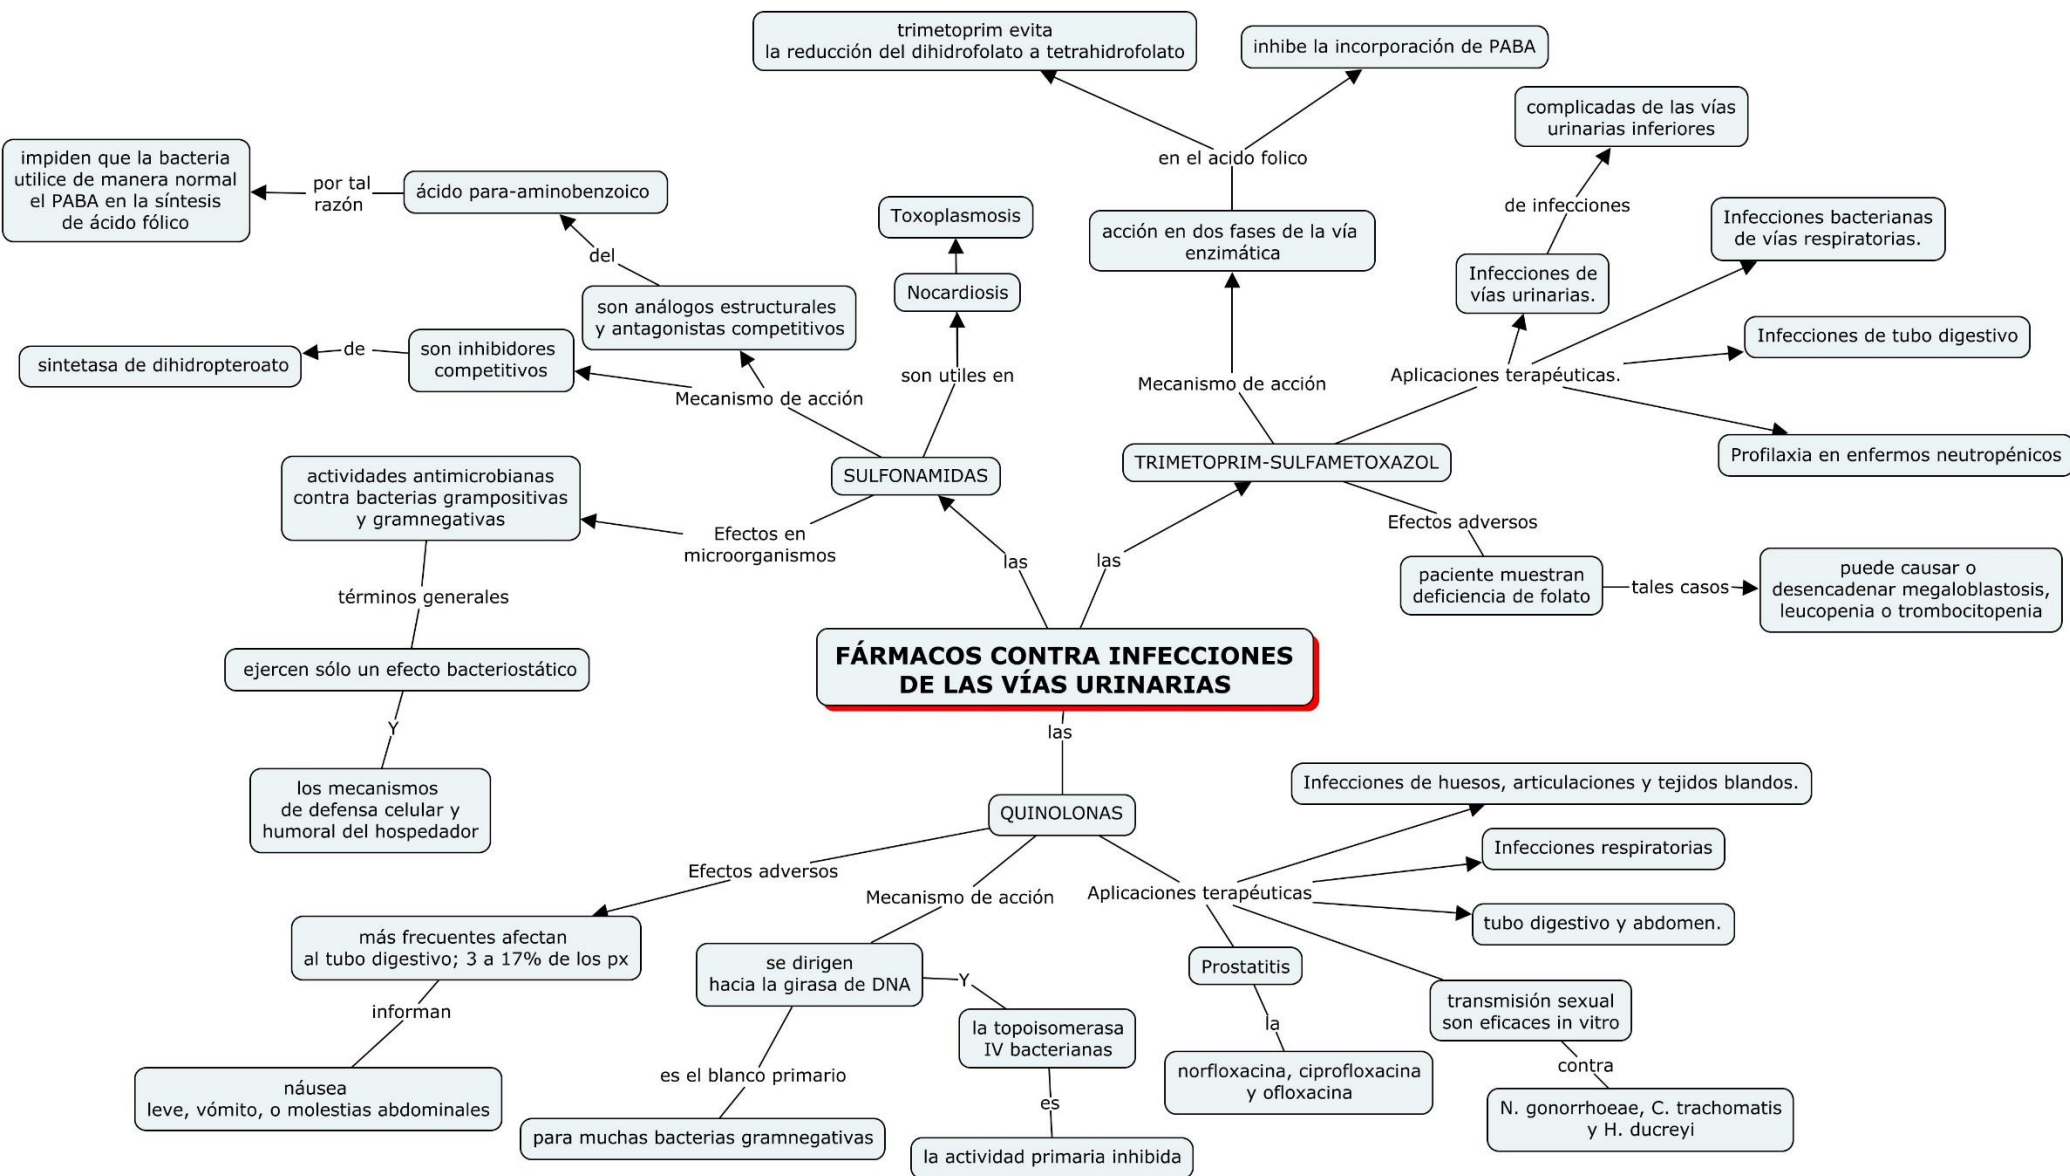 trimetoprim evita
la reducción del dihidrofolato a tetrahidrofolato
inhibe la incorporación de PABA
en el acido folico
acción en dos fases de la vía
enzimática
Mecanismo de acción
TRIMETOPRIM-SULFAMETOXAZOL
complicadas de las vías
urinarias inferiores
de infecciones
Infecciones de
vías urinarias.
Infecciones bacterianas
de vías respiratorias.
Infecciones de tubo digestivo
Aplicaciones terapéuticas.
Profilaxia en enfermos neutropénicos
Efectos adversos
paciente muestran
deficiencia de folato
tales casos
puede causar o
desencadenar megaloblastosis,
leucopenia o trombocitopenia
impiden que la bacteria
utilice de manera normal
el PABA en la síntesis
de ácido fólico
por tal
razón
ácido para-aminobenzoico
del
son análogos estructurales
y antagonistas competitivos
sintetasa de dihidropteroato
de
son inhibidores
competitivos
Mecanismo de acción
Toxoplasmosis
Nocardiosis
son utiles en
SULFONAMIDAS
Efectos en
microorganismos
actividades antimicrobianas
contra bacterias grampositivas
y gramnegativas
términos generales
ejercen sólo un efecto bacteriostático
Y
los mecanismos
de defensa celular y
humoral del hospedador
las
las
FÁRMACOS CONTRA INFECCIONES
DE LAS VÍAS URINARIAS
las
QUINOLONAS
Efectos adversos
más frecuentes afectan
al tubo digestivo; 3 a 17% de los px
informan
náusea
leve, vómito, o molestias abdominales
Mecanismo de acción
se dirigen
hacia la girasa de DNA
Y
la topoisomerasa
IV bacterianas
es
la actividad primaria inhibida
es el blanco primario
para muchas bacterias gramnegativas
Aplicaciones terapéuticas
Infecciones de huesos, articulaciones y tejidos blandos.
Infecciones respiratorias
tubo digestivo y abdomen.
Prostatitis
la
norfloxacina, ciprofloxacina
y ofloxacina
transmisión sexual
son eficaces in vitro
contra
N. gonorrhoeae, C. trachomatis
y H. ducreyi